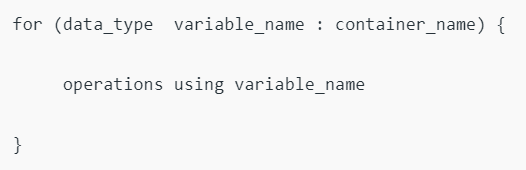 for (data_type  variable_name : container_name) {
     operations using variable_name
}